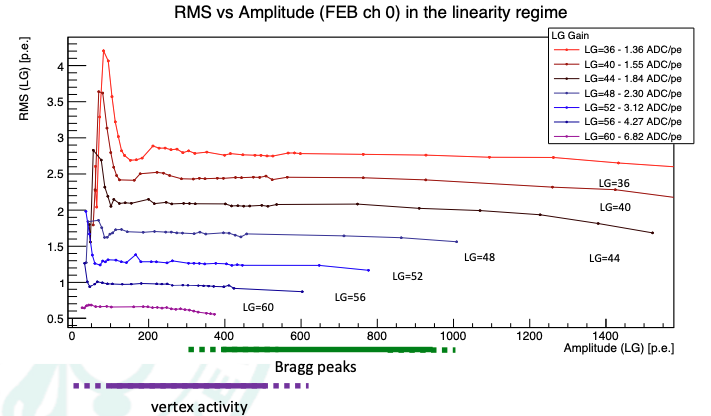 RMS vs Amplitude (FEB ch 0) in the linearity regime
RMS (LG) [p.e.]
LG Gain
LG=36 - 1.36 ADC/pe
LG=40 - 1.55 ADC/pe
LG=44 - 1.84 ADC/pe
LG=48 - 2.30 ADC/pe
LG=52 - 3.12 ADC/pe
LG=56 - 4.27 ADC/pe
LG=60 - 6.82 ADC/pe
4
3.5
3
2.5
2
1.5
1
0.5
LG=36
LG=40
LG=44
LG=48
LG=52
LG=56
LG=60
0 200 400 600 800 1000 1200 1400
Amplitude (LG) [p.e.]
Bragg peaks
vertex activity